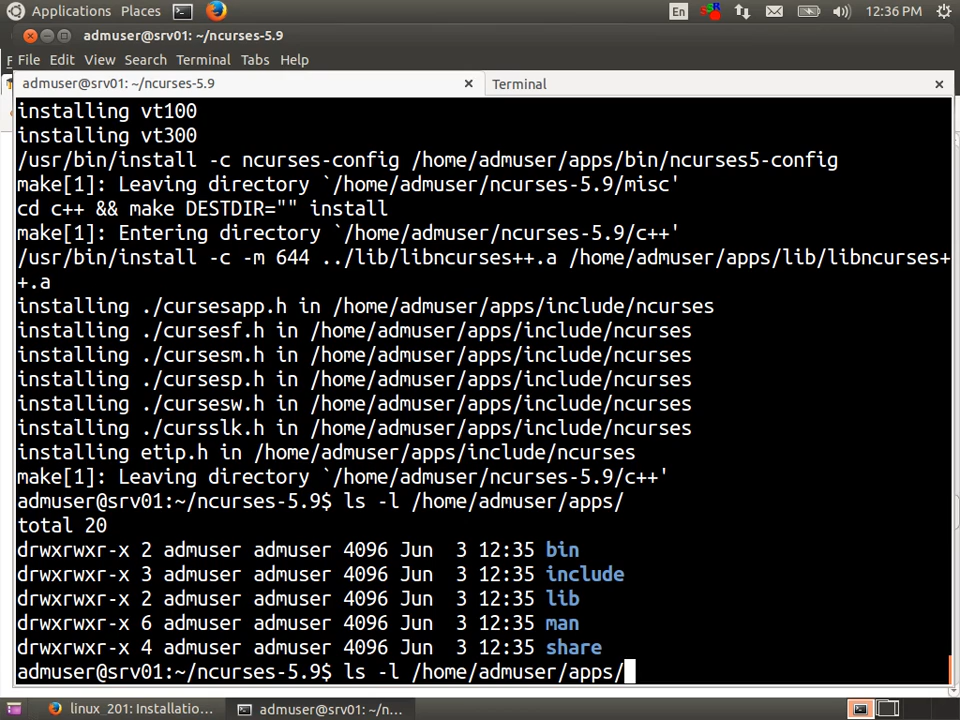 Applications Places En 12:36 PM
admuser@srv01: ~/ncurses-5.9
File Edit View Search Terminal Tabs Help
admuser@srv01: ~/ncurses-5.9 × Terminal ×
installing vt100
installing vt300
/usr/bin/install -c ncurses-config /home/admuser/apps/bin/ncurses5-config
make[1]: Leaving directory `/home/admuser/ncurses-5.9/misc'
cd c++ && make DESTDIR="" install
make[1]: Entering directory `/home/admuser/ncurses-5.9/c++'
/usr/bin/install -c -m 644 ../lib/libncurses++.a /home/admuser/apps/lib/libncurses+
+.a
installing ./cursesapp.h in /home/admuser/apps/include/ncurses
installing ./cursesf.h in /home/admuser/apps/include/ncurses
installing ./cursesm.h in /home/admuser/apps/include/ncurses
installing ./cursesp.h in /home/admuser/apps/include/ncurses
installing ./cursesw.h in /home/admuser/apps/include/ncurses
installing ./cursslk.h in /home/admuser/apps/include/ncurses
installing etip.h in /home/admuser/apps/include/ncurses
make[1]: Leaving directory `/home/admuser/ncurses-5.9/c++'
admuser@srv01:~/ncurses-5.9$ ls -l /home/admuser/apps/
total 20
drwxrwxr-x 2 admuser admuser 4096 Jun  3 12:35 bin
drwxrwxr-x 3 admuser admuser 4096 Jun  3 12:35 include
drwxrwxr-x 2 admuser admuser 4096 Jun  3 12:35 lib
drwxrwxr-x 6 admuser admuser 4096 Jun  3 12:35 man
drwxrwxr-x 4 admuser admuser 4096 Jun  3 12:35 share
admuser@srv01:~/ncurses-5.9$ ls -l /home/admuser/apps/
linux_201: Installatio... admuser@srv01: ~/n...